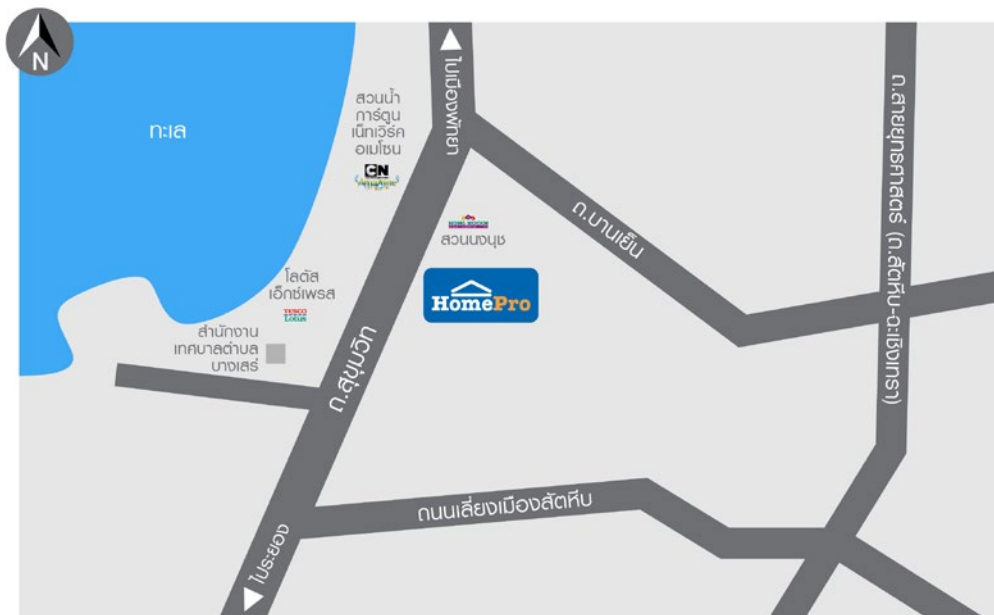 N
ทะเล
สวนน้ำ
การ์ตูน
เน็ทเวิร์ค
อเมโซน
CN
ไปเมืองพัทยา
ถ.สายยุทธศาสตร์ (ถ.สัตหีบ-ฉะเชิงเทรา)
ถ.บานเย็น
สวนนงนุช
HomePro
โลตัส
เอ็กซ์เพรส
TESCO
Lotus
สำนักงาน
เทศบาลตำบล
บางเสร่
ถ.สุขุมวิท
ถนนเลี่ยงเมืองสัตหีบ
ไประยอง